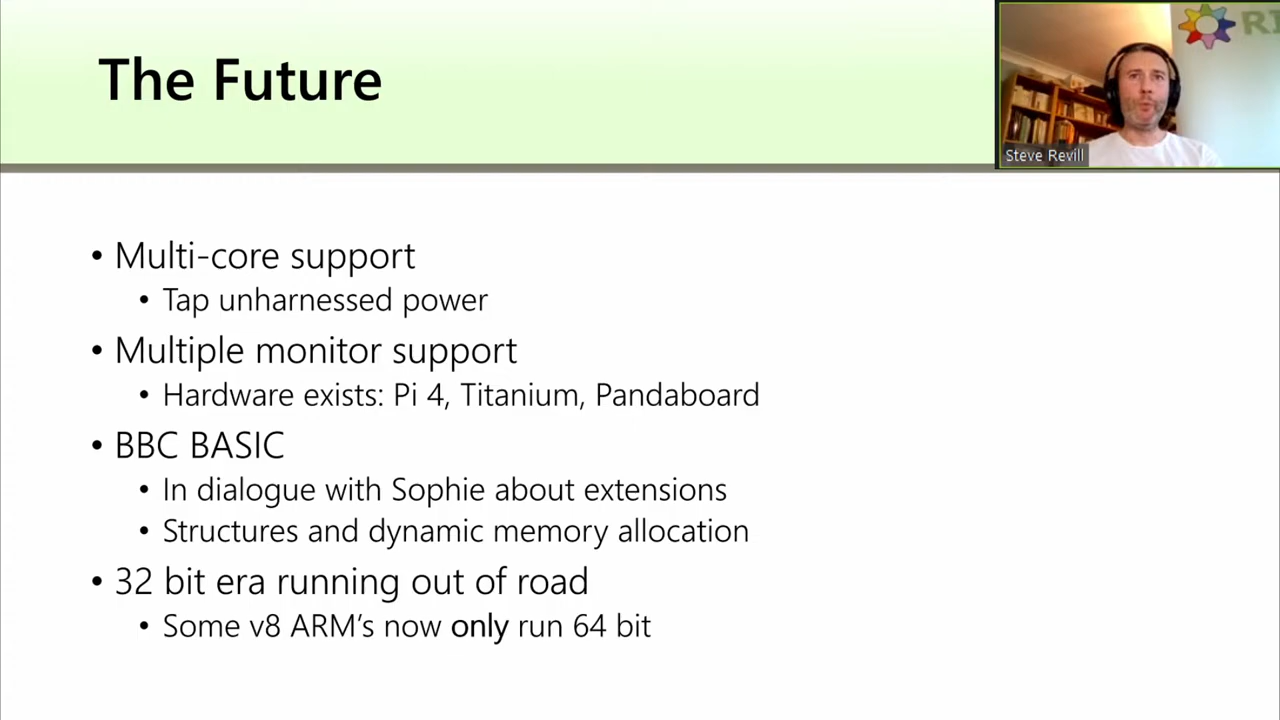 The Future
RI
Steve Revill
• Multi-core support
• Tap unharnessed power
• Multiple monitor support
• Hardware exists: Pi 4, Titanium, Pandaboard
• BBC BASIC
• In dialogue with Sophie about extensions
• Structures and dynamic memory allocation
• 32 bit era running out of road
• Some v8 ARM's now only run 64 bit